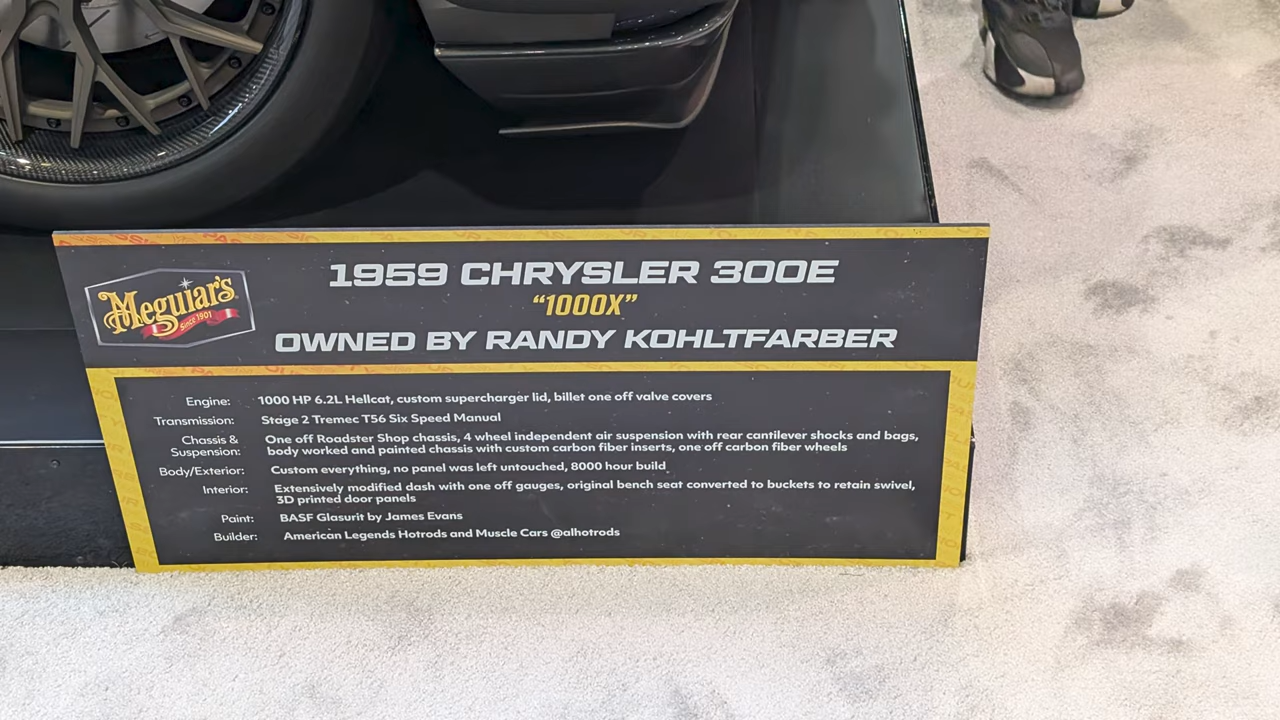 Meguiar's
Since 1901
1959 CHRYSLER 300E
“1000X”
OWNED BY RANDY KOHLTFARBER
Engine: 1000 HP 6.2L Hellcat, custom supercharger lid, billet one off valve covers
Transmission: Stage 2 Tremec T56 Six Speed Manual
Chassis & Suspension: One off Roadster Shop chassis, 4 wheel independent air suspension with rear cantilever shocks and bags,
body worked and painted chassis with custom carbon fiber inserts, one off carbon fiber wheels
Body/Exterior: Custom everything, no panel was left untouched, 8000 hour build
Interior: Extensively modified dash with one off gauges, original bench seat converted to buckets to retain swivel,
3D printed door panels
Paint: BASF Glasurit by James Evans
Builder: American Legends Hotrods and Muscle Cars @alhotrods